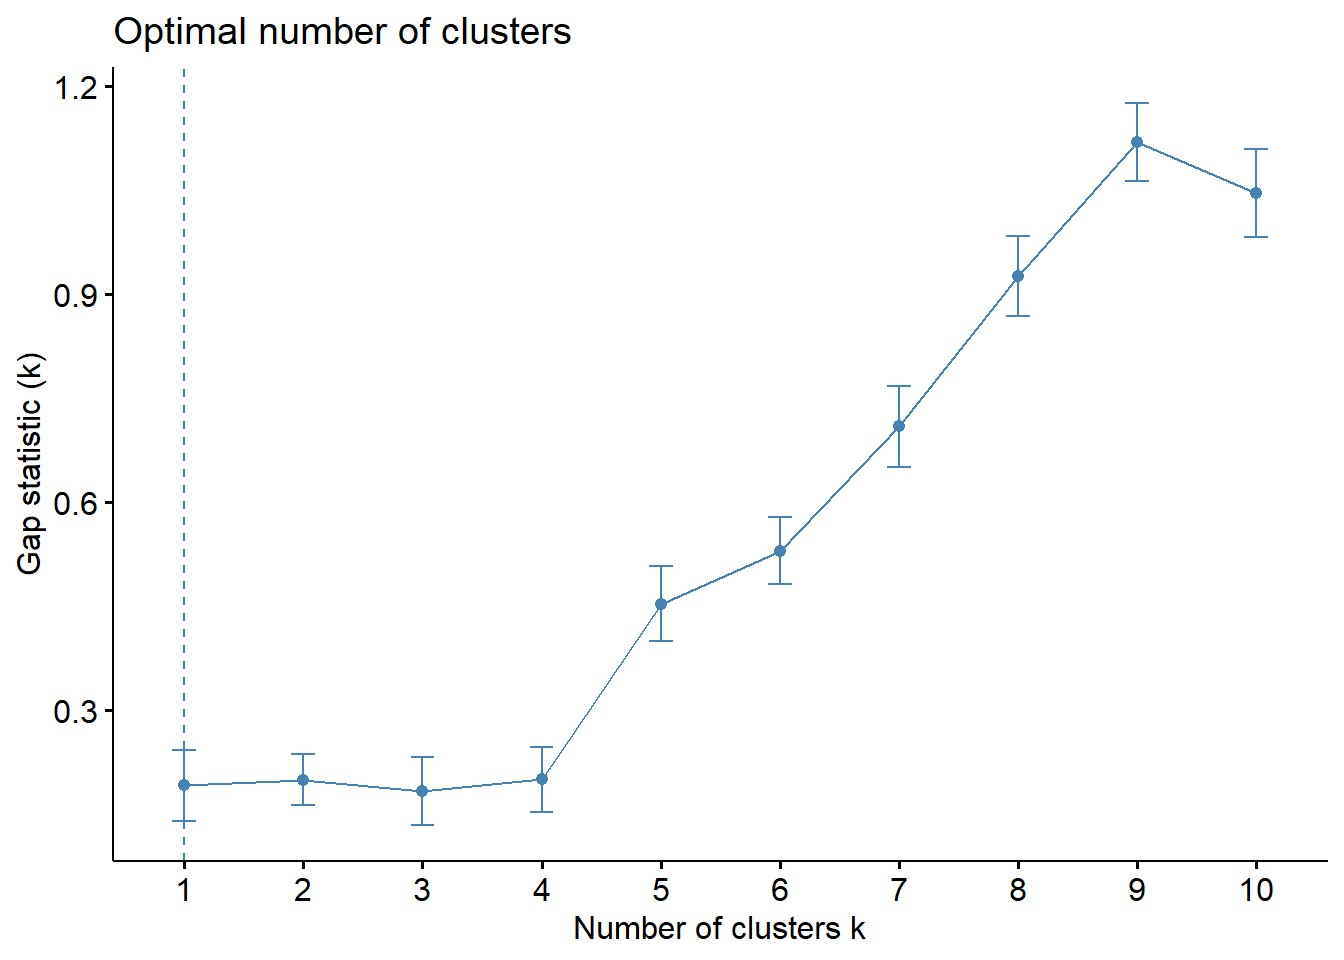 Optimal number of clusters
1.2
0.9
0.6
0.3
Gap statistic (k)
1 2 3 4 5 6 7 8 9 10
Number of clusters k